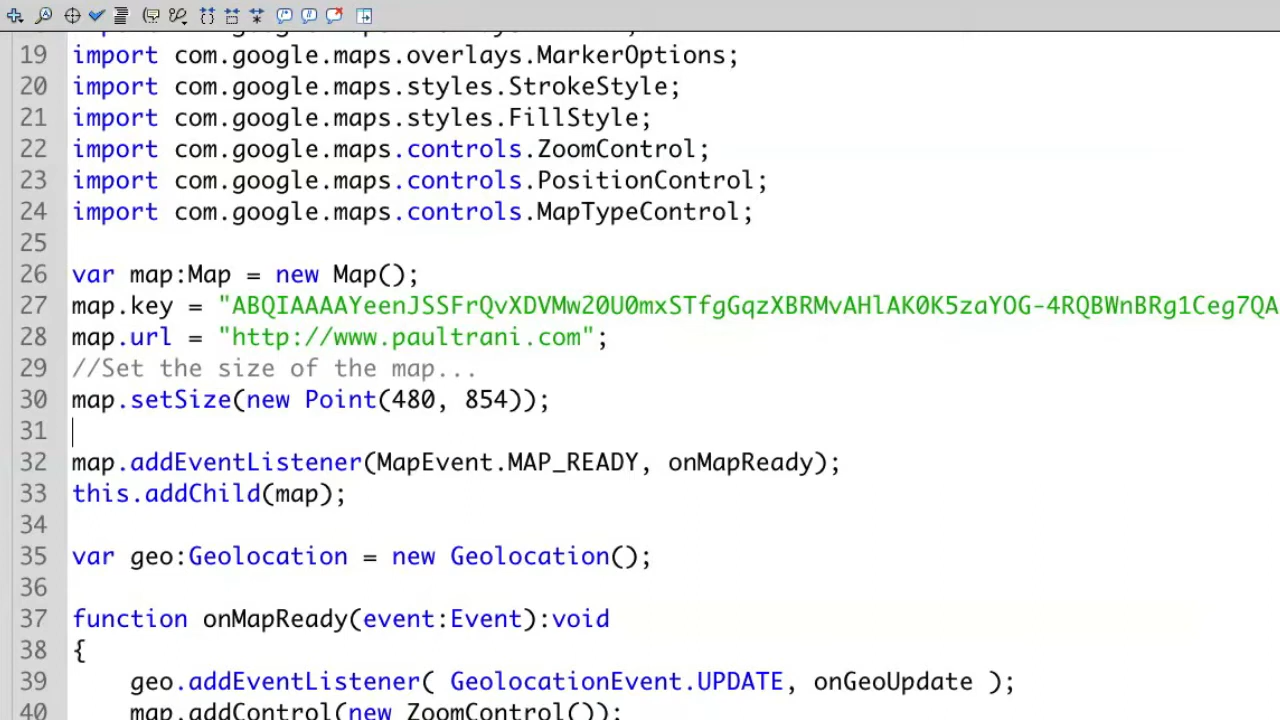 19 import com.google.maps.overlays.MarkerOptions;
20 import com.google.maps.styles.StrokeStyle;
21 import com.google.maps.styles.FillStyle;
22 import com.google.maps.controls.ZoomControl;
23 import com.google.maps.controls.PositionControl;
24 import com.google.maps.controls.MapTypeControl;
25
26 var map:Map = new Map();
27 map.key = "ABQIAAAAYeenJSSFrQvXDVMw20U0mxSTfgGqzXBRMvAHlAK0K5zaYOG-4RQBWnBRg1Ceg7QA
28 map.url = "http://www.paultrani.com";
29 //Set the size of the map...
30 map.setSize(new Point(480, 854));
31
32 map.addEventListener(MapEvent.MAP_READY, onMapReady);
33 this.addChild(map);
34
35 var geo:Geolocation = new Geolocation();
36
37 function onMapReady(event:Event):void
38 {
39 geo.addEventListener( GeolocationEvent.UPDATE, onGeoUpdate );
40 map.addControl(new ZoomControl());